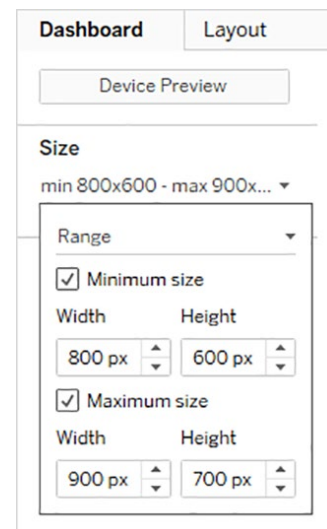 Dashboard Layout
Device Preview
Size
min 800x600 - max 900x...
Range
Minimum size
Width Height
800 px 600 px
Maximum size
Width Height
900 px 700 px